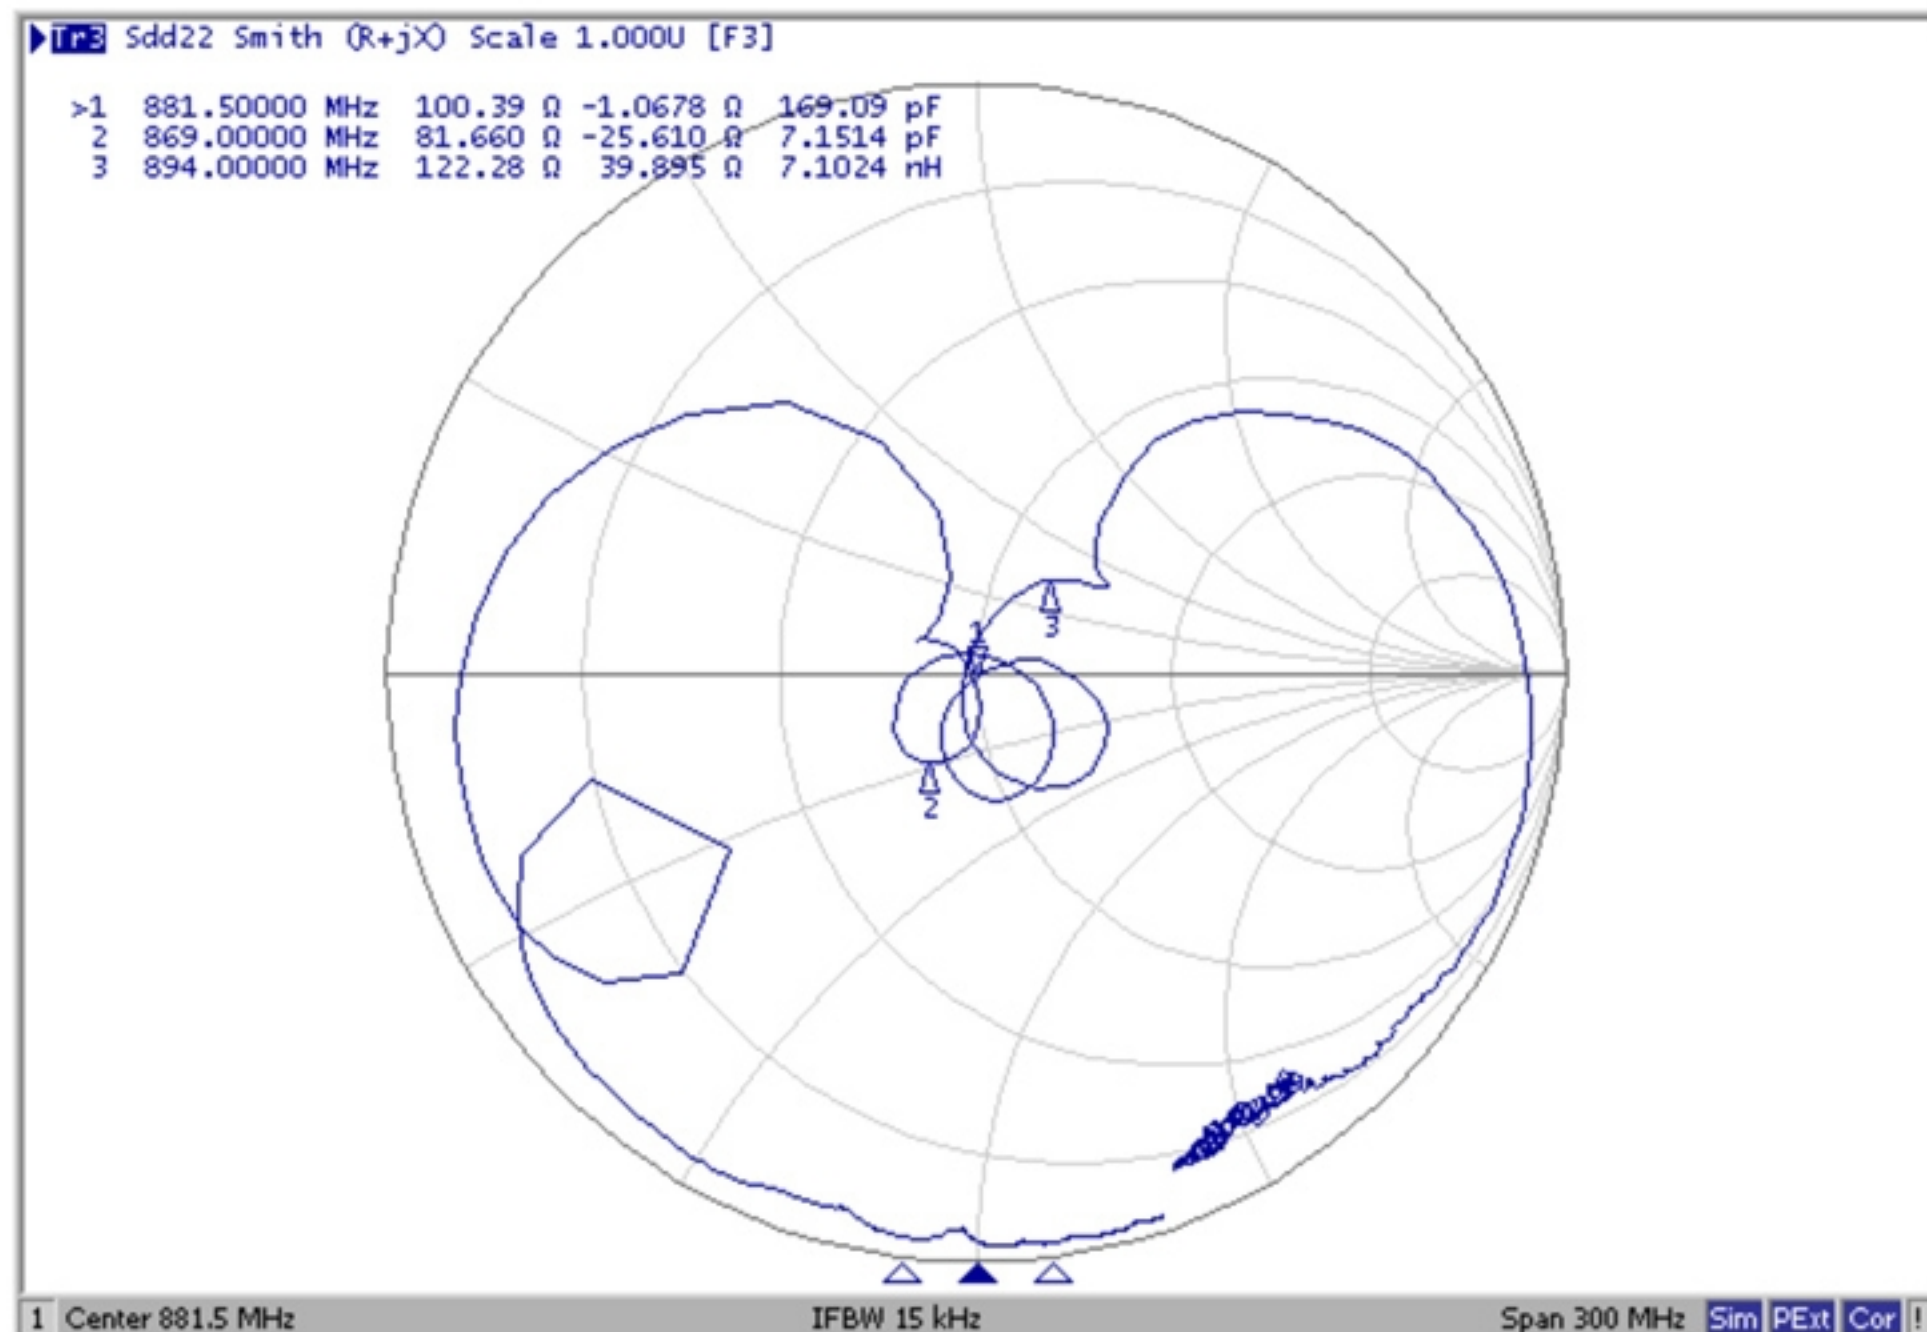 Tr3 Sdd22 Smith (R+jX) Scale 1.000U [F3]
>1 881.50000 MHz 100.39 Ω -1.0678 Ω 169.09 pF
2 869.00000 MHz 81.660 Ω -25.610 Ω 7.1514 pF
3 894.00000 MHz 122.28 Ω 39.895 Ω 7.1024 nH
1
3
2
1 Center 881.5 MHz IFBW 15 kHz Span 300 MHz Sim PExt Cor !